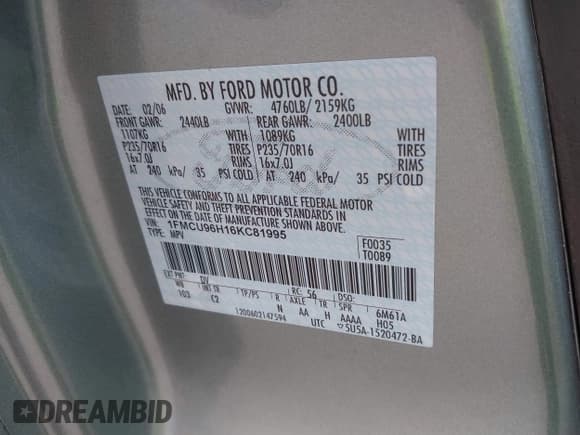 MFD. BY FORD MOTOR CO.
DATE: 02/06 GVWR: 4760LB/ 2159KG
FRONT GAWR: 2440LB REAR GAWR: 2400LB
1107KG WITH 1089KG WITH
P235/70R16 TIRES P235/70R16 TIRES
16x7.0J RIMS 16x7.0J RIMS
AT 240 kPa/ 35 PSI COLD AT 240 kPa/ 35 PSI COLD
THIS VEHICLE CONFORMS TO ALL APPLICABLE FEDERAL MOTOR
VEHICLE SAFETY AND THEFT PREVENTION STANDARDS IN
EFFECT ON THE DATE OF MANUFACTURE SHOWN ABOVE.
VIN: 1FMCU96H16KC81995
TYPE: MPV
F0035
T0089
EXT PNT: DV RC: 56 DSO:
WB INT TR TP/PS R AXLE TR SPR 6M61A
103 C2 N AA H AAAA H05
1200602147594 UTC 5U5A-1520472-BA
Ford
DREAMBID